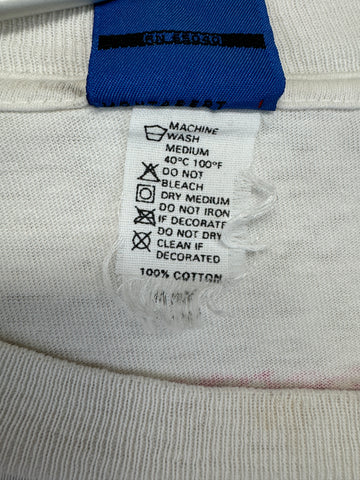 MACHINE
WASH
MEDIUM
40°C 100°F
DO NOT
BLEACH
DRY MEDIUM
DO NOT IRON
IF DECORATE
DO NOT DRY
CLEAN IF
DECORATED
100% COTTON